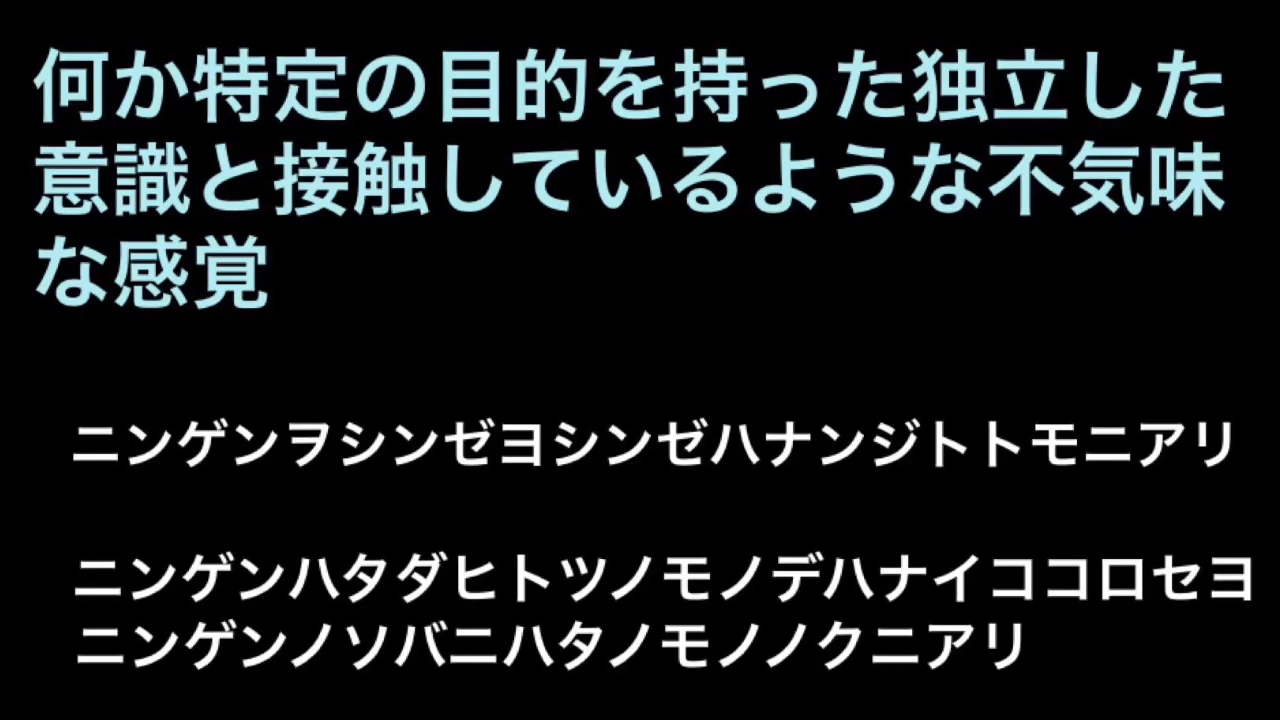 何か特定の目的を持った独立した
意識と接触しているような不気味
な感覚
ニンゲンヲシンゼヨシンゼハナンジトトモニアリ
ニンゲンハタダヒトツノモノデハナイココロセヨ
ニンゲンノソバニハタノモノノクニアリ